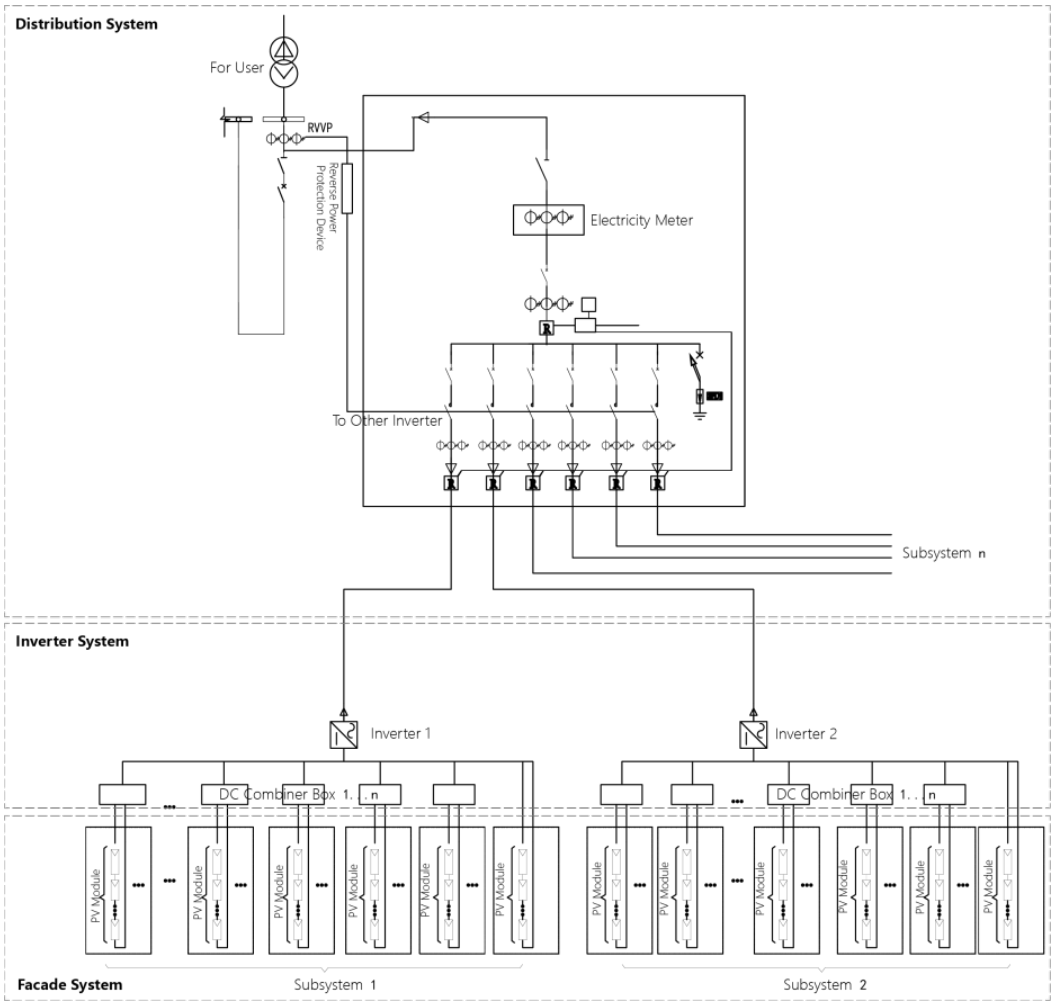 Distribution System
For User
RVVP
Reverse Power
Protection Device
Electricity Meter
To Other Inverter
R
R
R
R
R
R
R
Subsystem n
Inverter System
Inverter 1
Inverter 2
DC Combiner Box 1...n
DC Combiner Box 1...n
PV Module
PV Module
PV Module
PV Module
PV Module
PV Module
PV Module
PV Module
PV Module
PV Module
PV Module
PV Module
Facade System
Subsystem 1
Subsystem 2